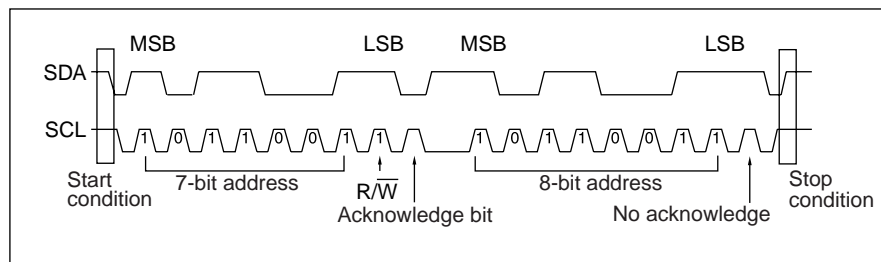 MSB LSB MSB LSB
SDA
SCL 1 0 1 1 0 0 1 1 1 0 1 1 0 0 1 1
Start condition 7-bit address R/W̅ Acknowledge bit 8-bit address No acknowledge Stop condition